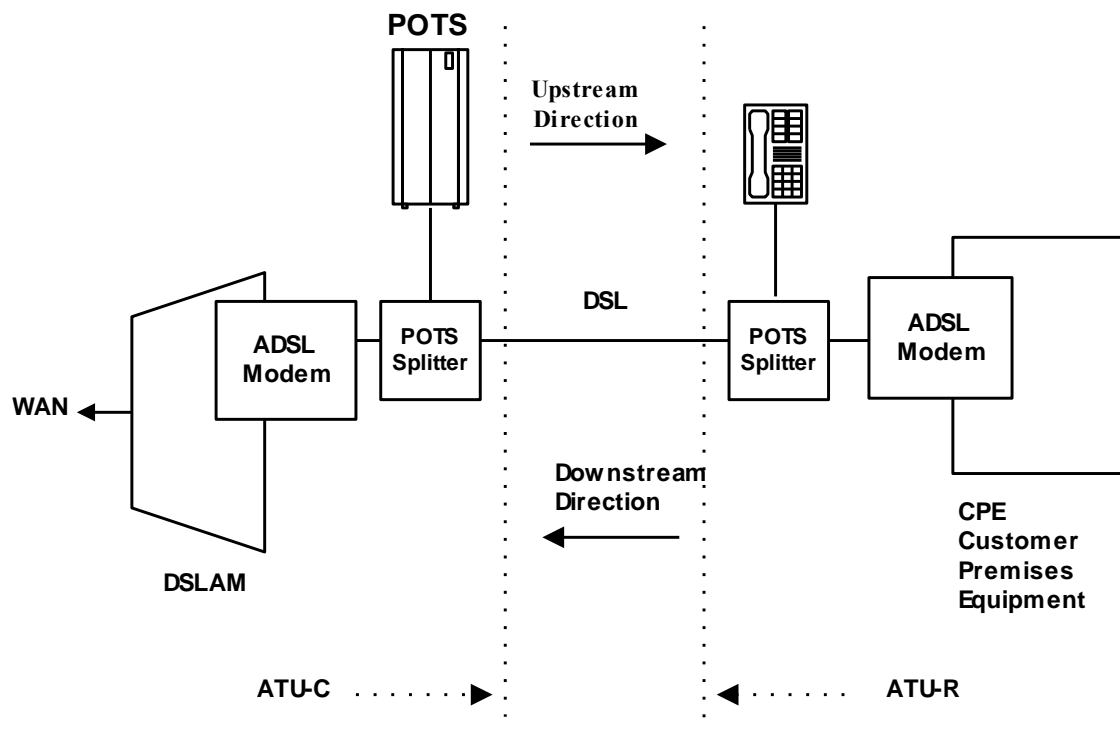 POTS
Upstream
Direction
DSL
ADSL
Modem
POTS
Splitter
POTS
Splitter
ADSL
Modem
WAN
Downstream
Direction
CPE
Customer
Premises
Equipment
DSLAM
ATU-C
ATU-R